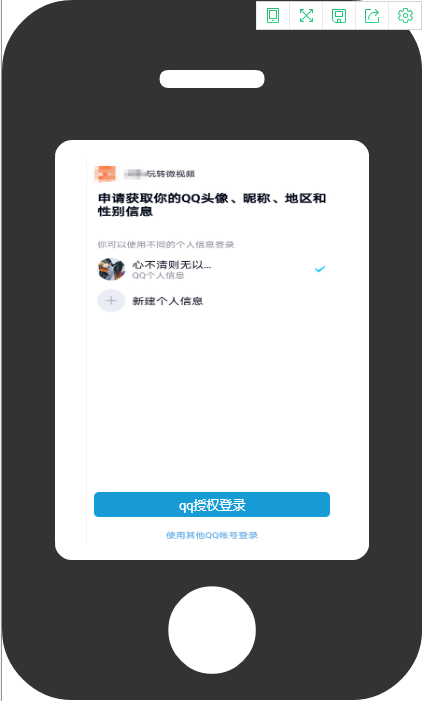 玩转微视频
申请获取你的QQ头像、昵称、地区和
性别信息
你可以使用不同的个人信息登录
心不清则无以...
QQ个人信息
新建个人信息
qq授权登录
使用其他QQ帐号登录